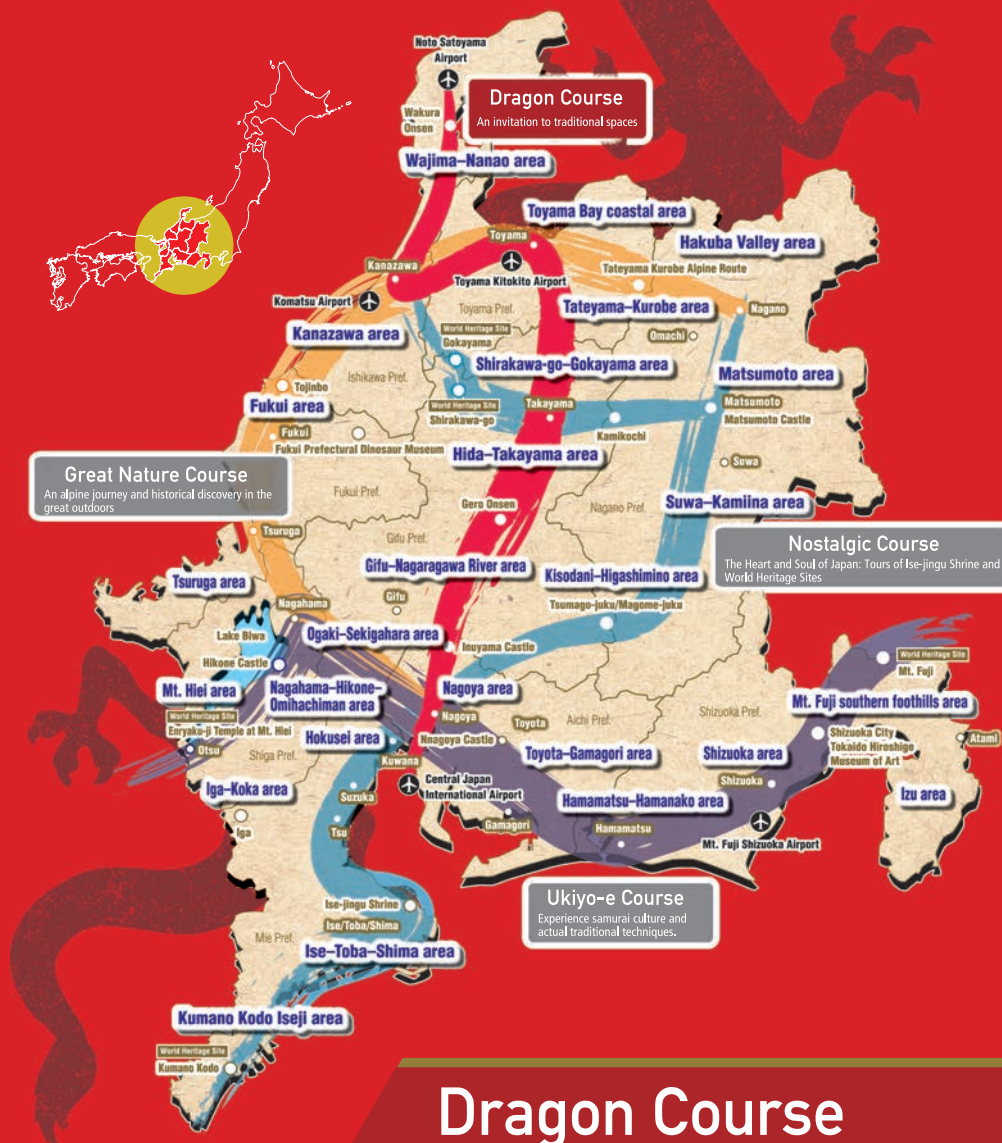 Noto Satoyama
Airport
Dragon Course
An invitation to traditional spaces
Wakura
Onsen
Wajima–Nanao area
Toyama Bay coastal area
Toyama
Hakuba Valley area
Kanazawa
Toyama Kitokito Airport
Tateyama Kurobe Alpine Route
Komatsu Airport
Toyama Pref.
Tateyama–Kurobe area
Nagano
Kanazawa area
World Heritage Site
Gokayama
Omachi
Ishikawa Pref.
Shirakawa-go–Gokayama area
Matsumoto area
Tojinbo
Fukui area
World Heritage Site
Shirakawa-go
Takayama
Matsumoto
Matsumoto Castle
Kamikochi
Fukui
Fukui Prefectural Dinosaur Museum
Hida–Takayama area
Suwa
Great Nature Course
An alpine journey and historical discovery in the
great outdoors
Fukui Pref.
Gero Onsen
Nagano Pref.
Suwa–Kamiina area
Tsuruga
Gifu Pref.
Nostalgic Course
The Heart and Soul of Japan: Tours of Ise-jingu Shrine and
World Heritage Sites
Tsuruga area
Gifu–Nagaragawa River area
Kisodani–Higashimino area
Nagahama
Gifu
Tsumago-juku/Magome-juku
Lake Biwa
Ogaki–Sekigahara area
Inuyama Castle
Hikone Castle
World Heritage Site
Mt. Fuji
Mt. Hiei area
Nagahama–Hikone–
Omihachiman area
Nagoya area
Mt. Fuji southern foothills area
World Heritage Site
Enryaku-ji Temple at Mt. Hiei
Nagoya
Toyota
Aichi Pref.
Shizuoka Pref.
Otsu
Shiga Pref.
Hokusei area
Nnagoya Castle
Shizuoka City
Tokaido Hiroshige
Museum of Art
Atami
Kuwana
Toyota–Gamagori area
Shizuoka area
Iga–Koka area
Central Japan
International Airport
Shizuoka
Suzuka
Izu area
Iga
Tsu
Gamagori
Hamamatsu–Hamanako area
Hamamatsu
Mt. Fuji Shizuoka Airport
Ukiyo-e Course
Experience samurai culture and
actual traditional techniques.
Ise-jingu Shrine
Ise/Toba/Shima
Mie Pref.
Ise–Toba–Shima area
Kumano Kodo Iseji area
World Heritage Site
Kumano Kodo
Dragon Course